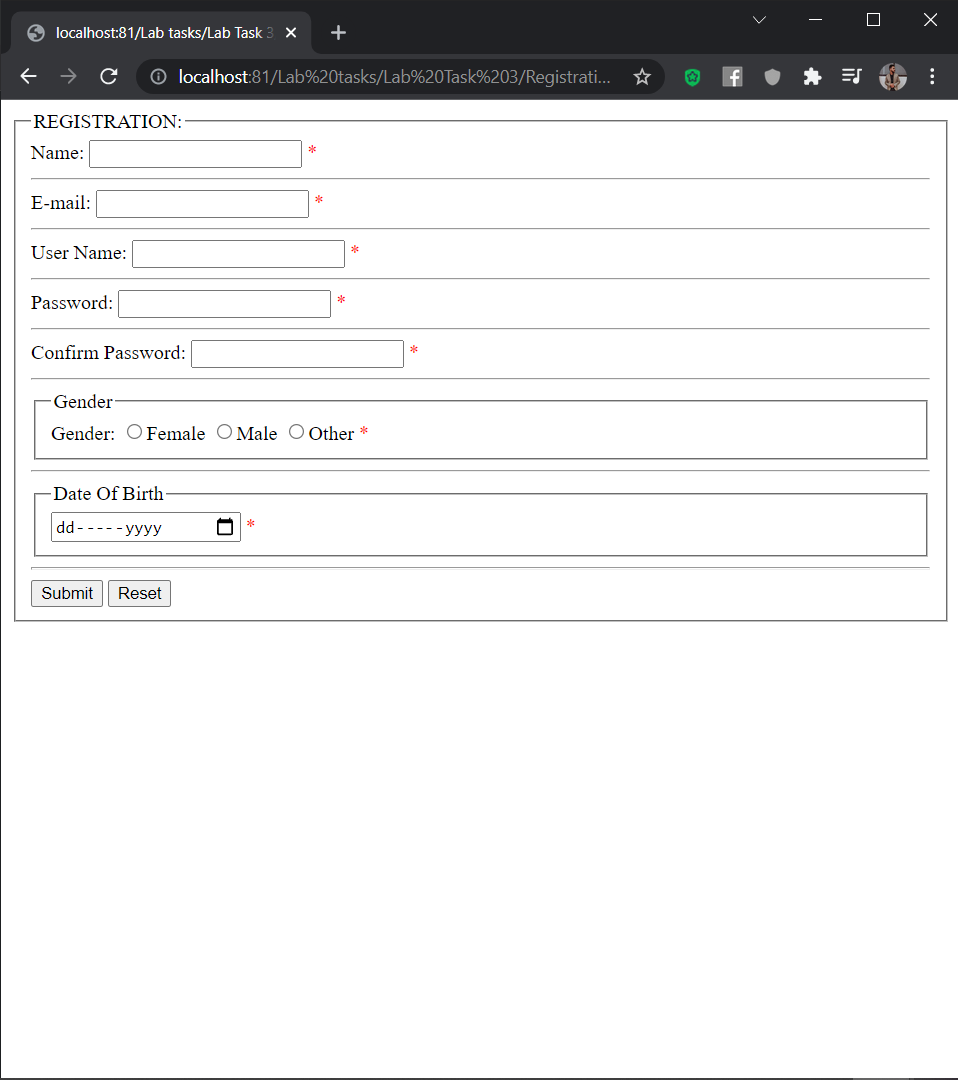 localhost:81/Lab tasks/Lab Task 3
localhost:81/Lab%20tasks/Lab%20Task%203/Registrati...
REGISTRATION:
Name: *
E-mail: *
User Name: *
Password: *
Confirm Password: *
Gender
Gender: Female Male Other *
Date Of Birth
dd-----yyyy *
Submit Reset